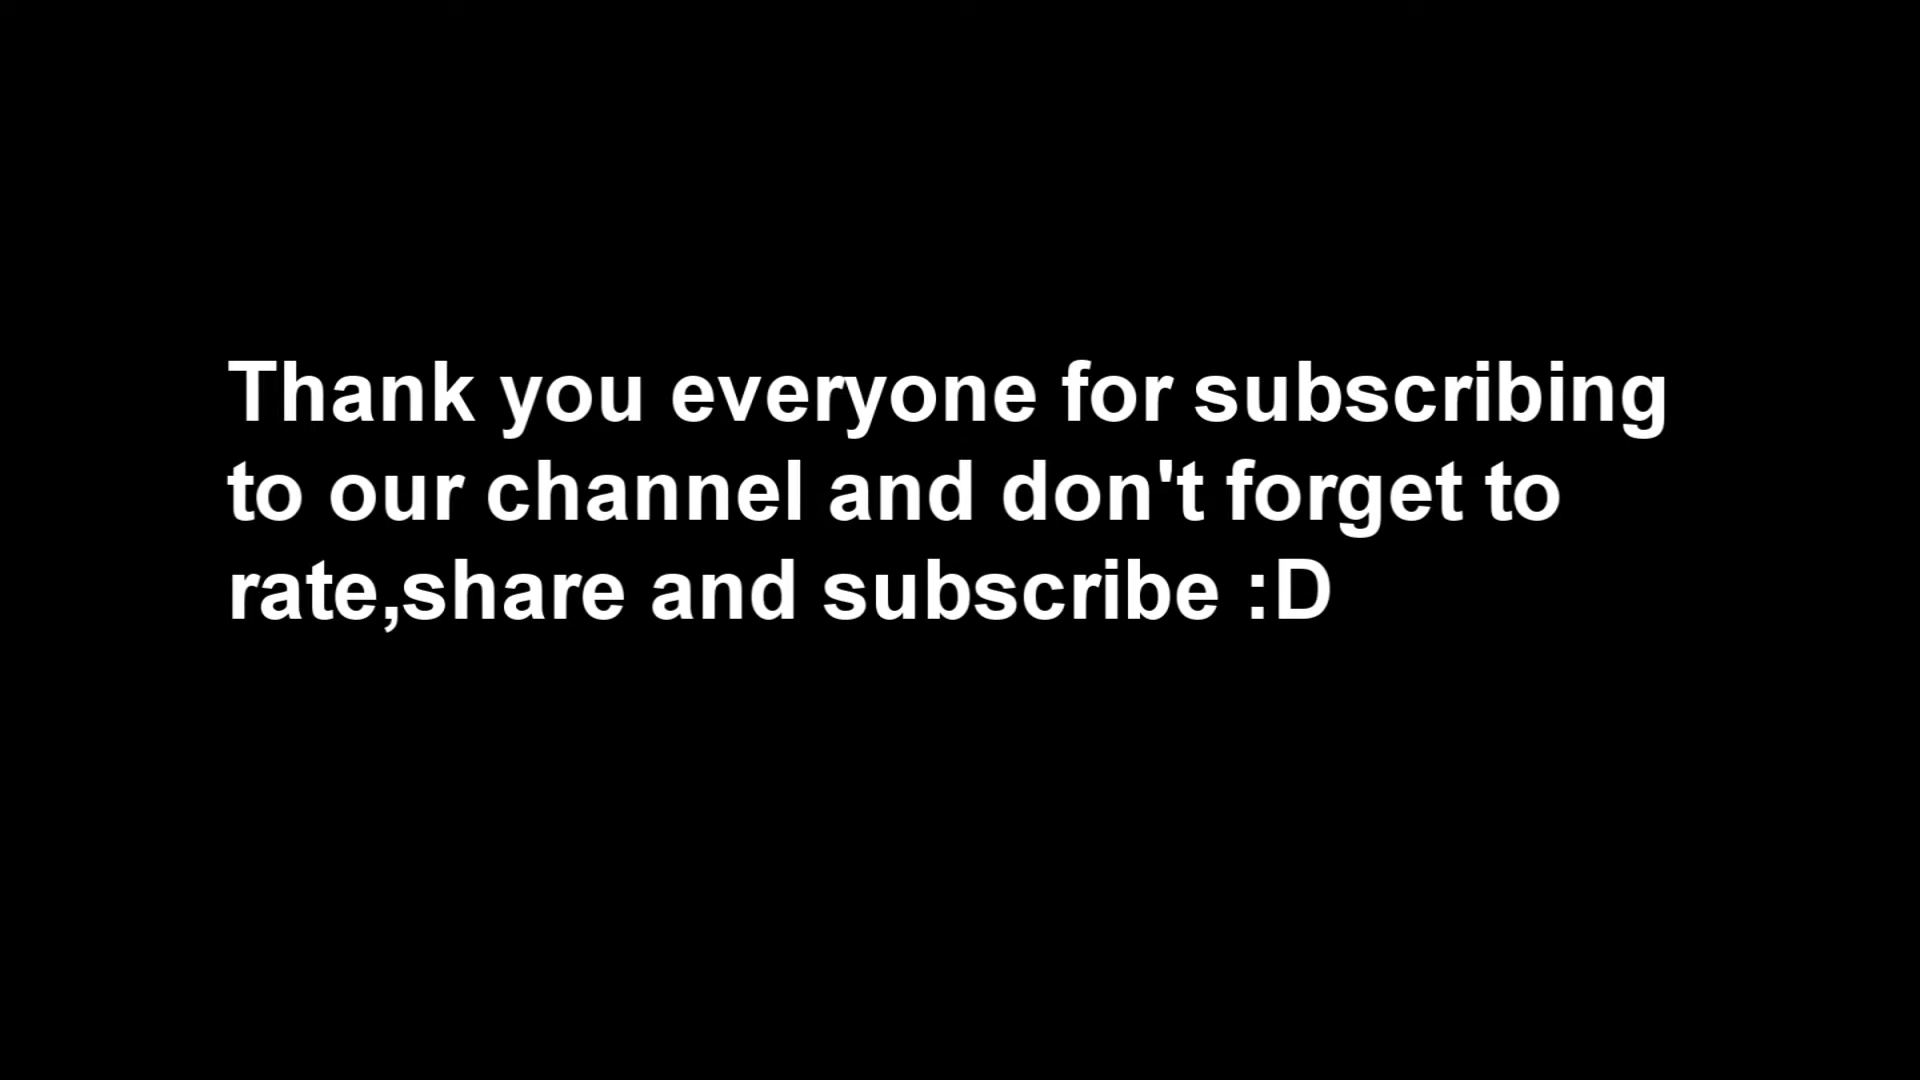 Thank you everyone for subscribing
to our channel and don't forget to
rate,share and subscribe :D